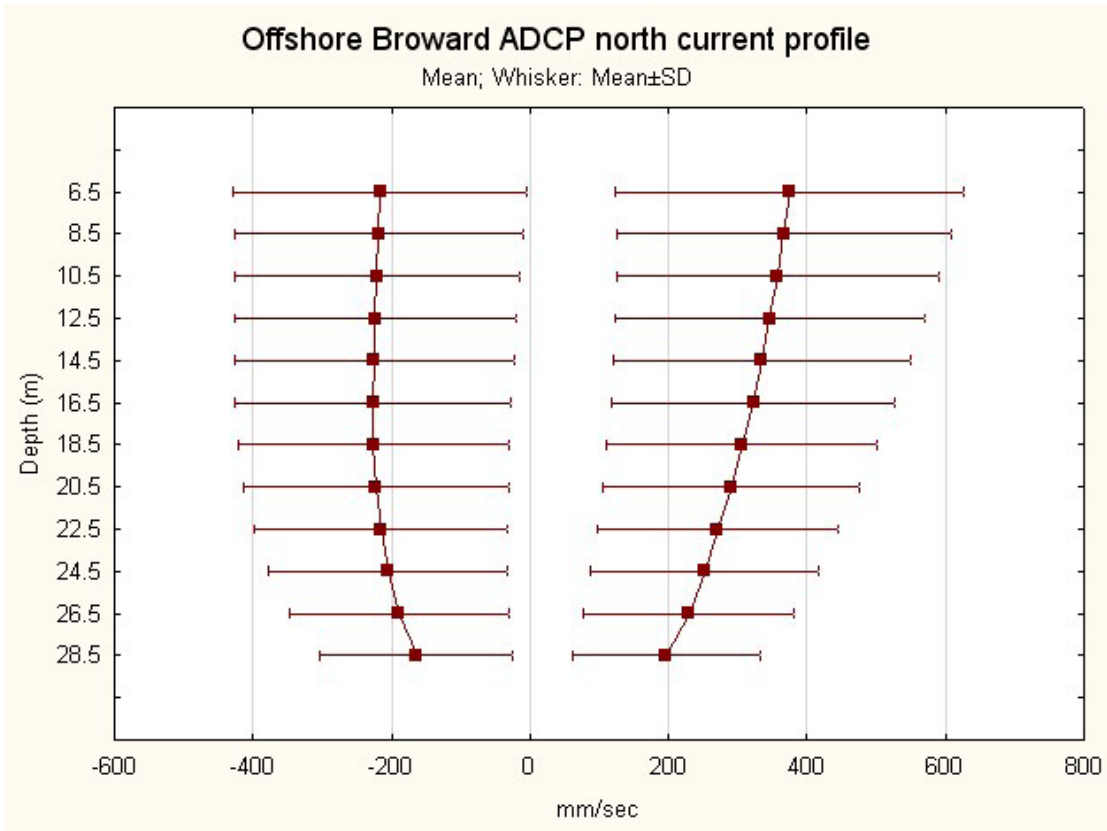 Offshore Broward ADCP north current profile
Mean; Whisker: Mean±SD
Depth (m)
6.5
8.5
10.5
12.5
14.5
16.5
18.5
20.5
22.5
24.5
26.5
28.5
-600 -400 -200 0 200 400 600 800
mm/sec